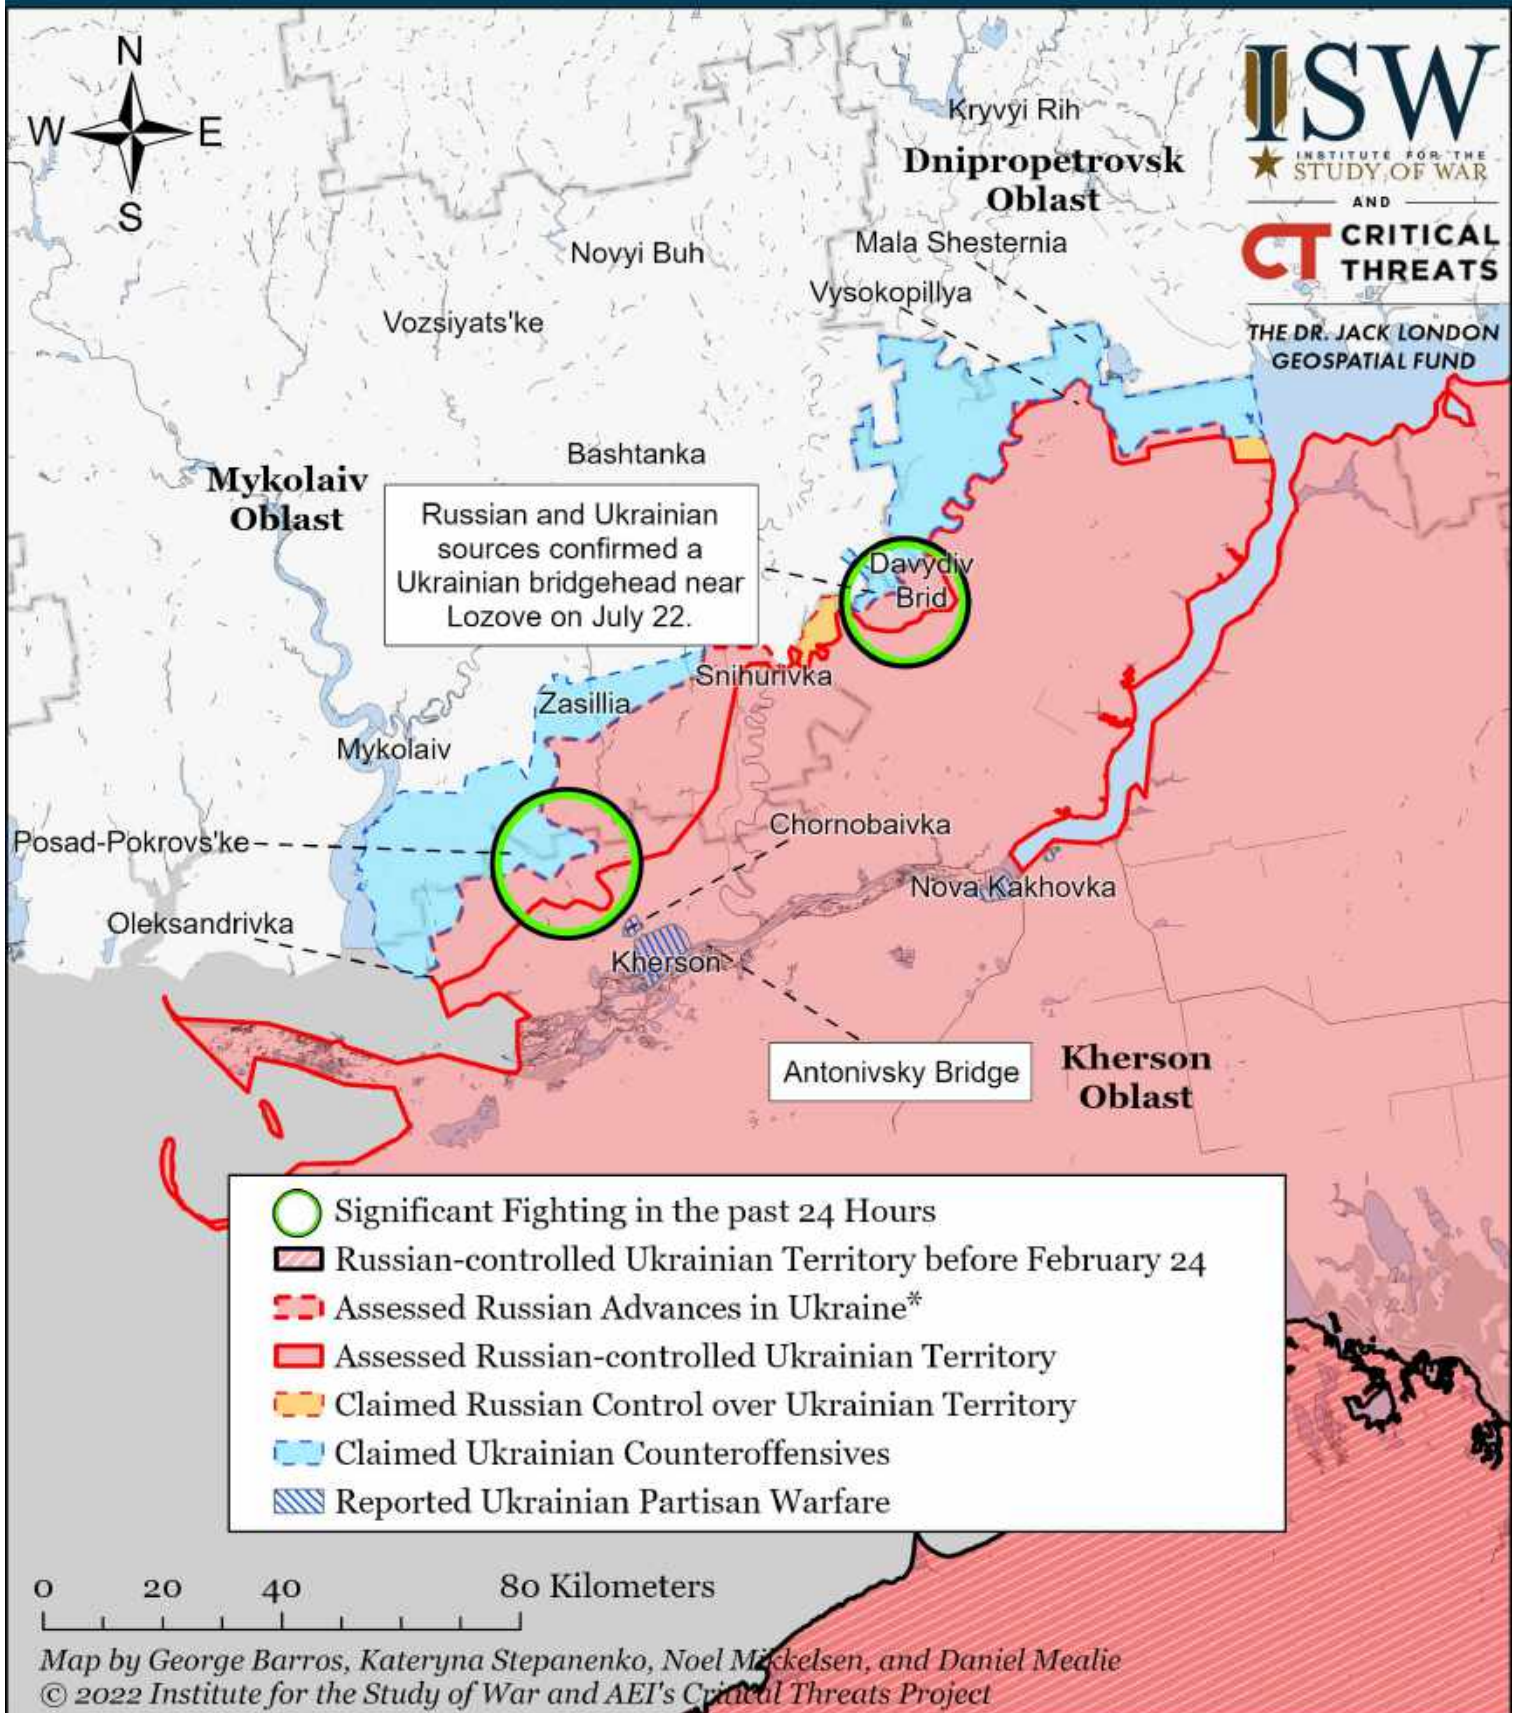 N
W E
S
ISW
INSTITUTE FOR THE
STUDY OF WAR
AND
CT CRITICAL
THREATS
THE DR. JACK LONDON
GEOSPATIAL FUND
Kryvyi Rih
Dnipropetrovsk
Oblast
Mala Shesternia
Novyi Buh
Vysokopillya
Vozsiyats'ke
Bashtanka
Mykolaiv
Oblast
Russian and Ukrainian
sources confirmed a
Ukrainian bridgehead near
Lozove on July 22.
Davydiv
Brid
Snihurivka
Zasillia
Mykolaiv
Chornobaivka
Posad-Pokrovs'ke
Nova Kakhovka
Oleksandrivka
Kherson
Antonivsky Bridge
Kherson
Oblast
Significant Fighting in the past 24 Hours
Russian-controlled Ukrainian Territory before February 24
Assessed Russian Advances in Ukraine*
Assessed Russian-controlled Ukrainian Territory
Claimed Russian Control over Ukrainian Territory
Claimed Ukrainian Counteroffensives
Reported Ukrainian Partisan Warfare
0 20 40 80 Kilometers
Map by George Barros, Kateryna Stepanenko, Noel Mikkelsen, and Daniel Mealie
© 2022 Institute for the Study of War and AEI's Critical Threats Project